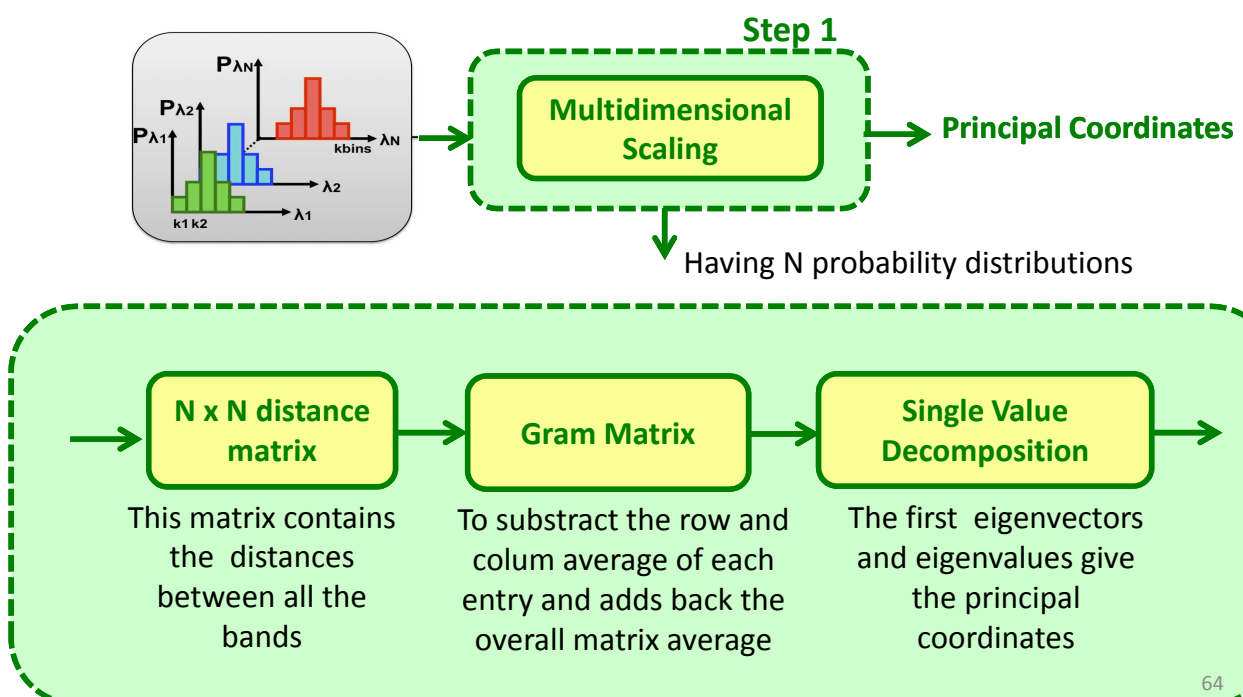 Step 1
PλN
Pλ2
Pλ1
kbins
λN
λ2
λ1
k1 k2
Multidimensional
Scaling
Principal Coordinates
Having N probability distributions
N x N distance
matrix
Gram Matrix
Single Value
Decomposition
This matrix contains
the distances
between all the
bands
To substract the row and
colum average of each
entry and adds back the
overall matrix average
The first eigenvectors
and eigenvalues give
the principal
coordinates
64